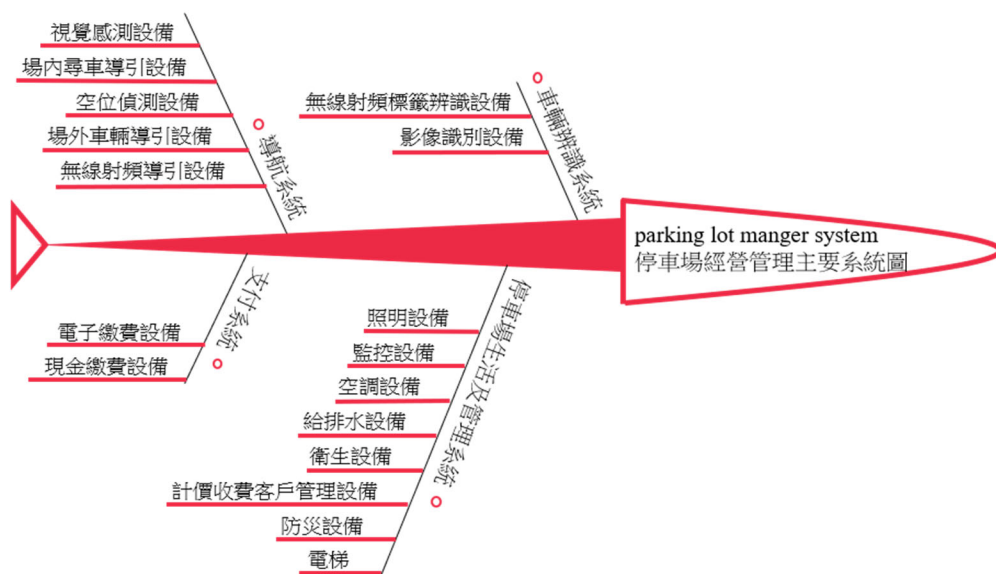 視覺感測設備
場內尋車導引設備
空位偵測設備
場外車輛導引設備
無線射頻導引設備
導航系統
無線射頻標籤辨識設備
影像識別設備
車輛辨識系統
parking lot manger system
停車場經營管理主要系統圖
支付系統
電子繳費設備
現金繳費設備
停車場生活及管理系統
照明設備
監控設備
空調設備
給排水設備
衛生設備
計價收費客戶管理設備
防災設備
電梯